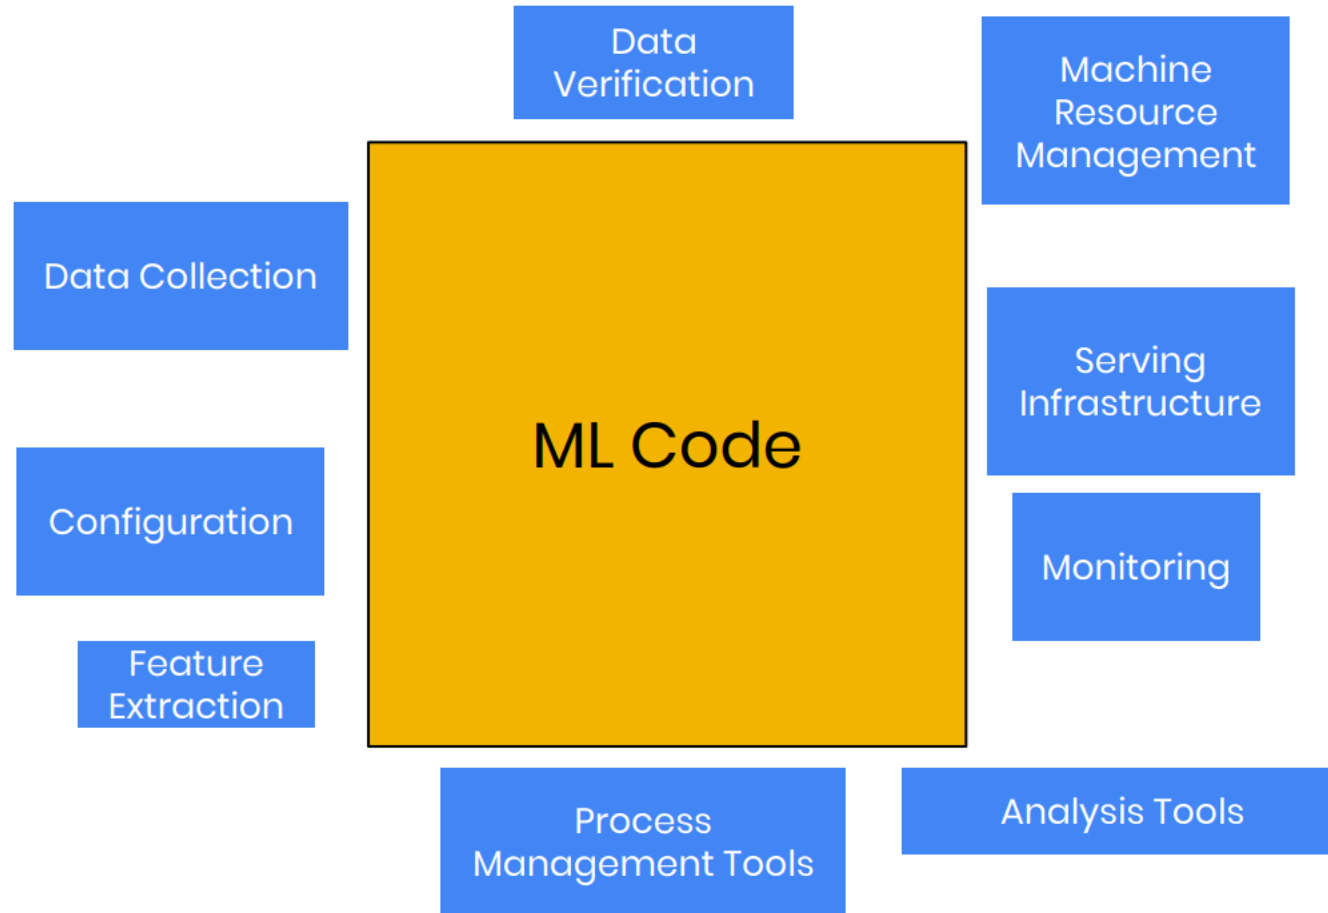 Data
Verification
Machine
Resource
Management
Data Collection
Serving
Infrastructure
ML Code
Configuration
Monitoring
Feature
Extraction
Process
Management Tools
Analysis Tools